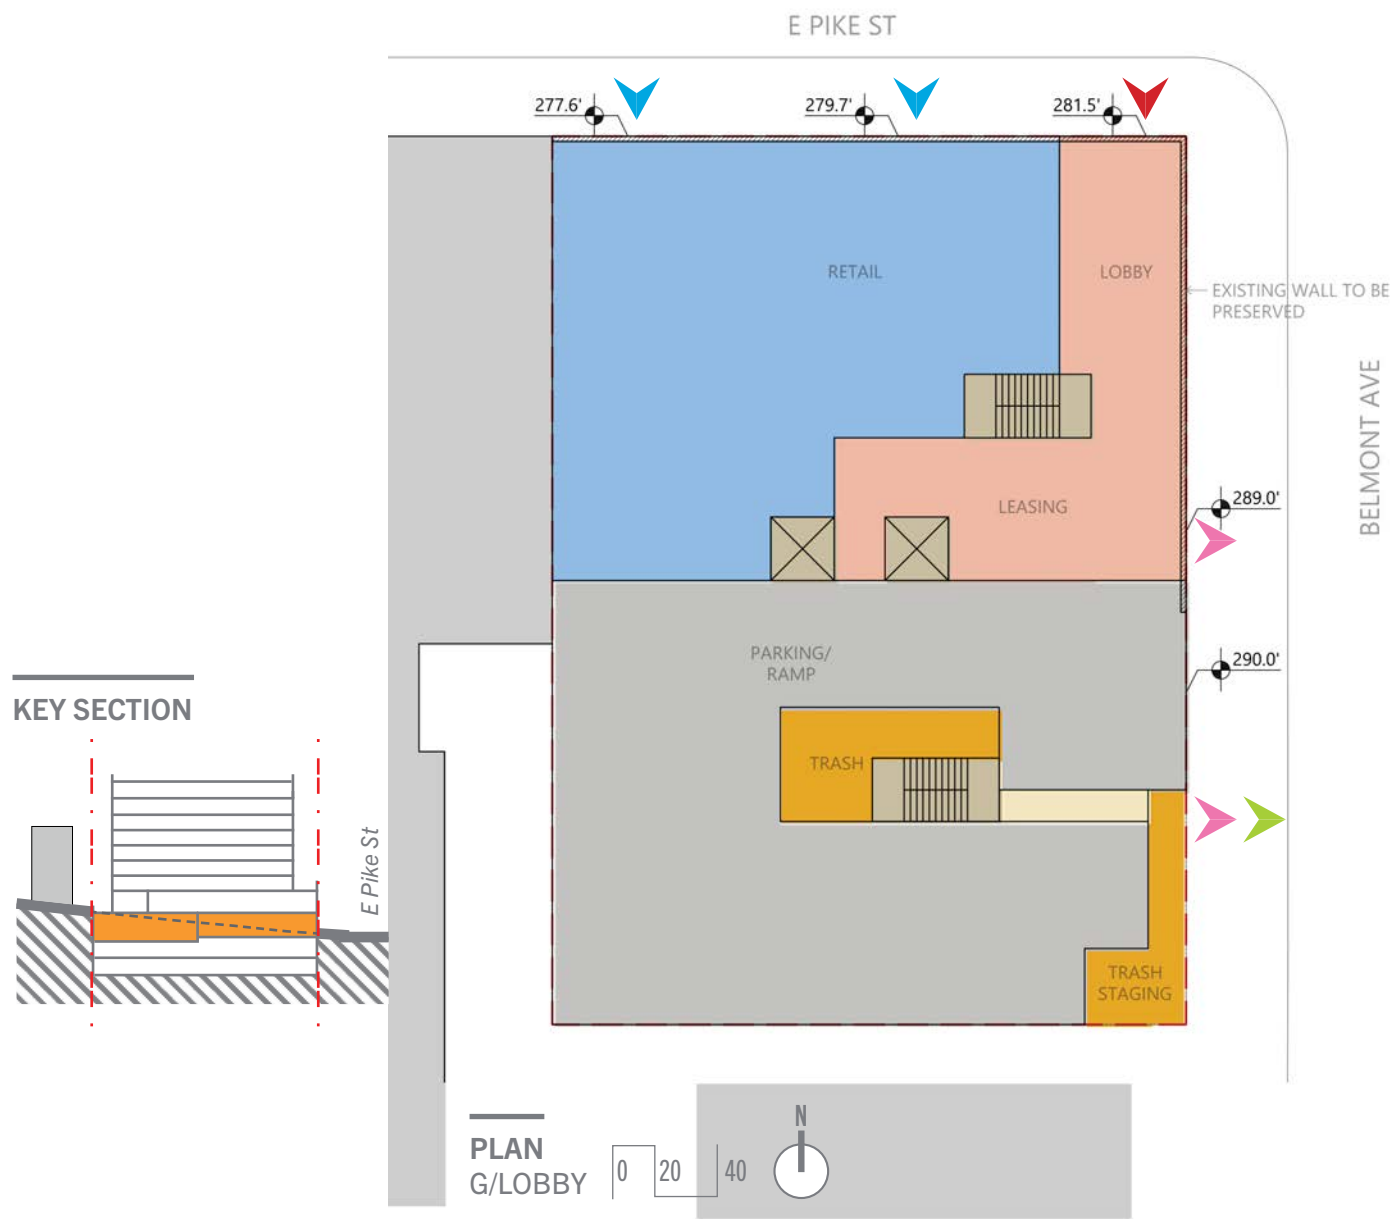 E PIKE ST
277.6'
279.7'
281.5'
RETAIL
LOBBY
EXISTING WALL TO BE
PRESERVED
BELMONT AVE
LEASING
289.0'
PARKING/
RAMP
290.0'
KEY SECTION
TRASH
E Pike St
TRASH
STAGING
PLAN
G/LOBBY
0 20 40
N